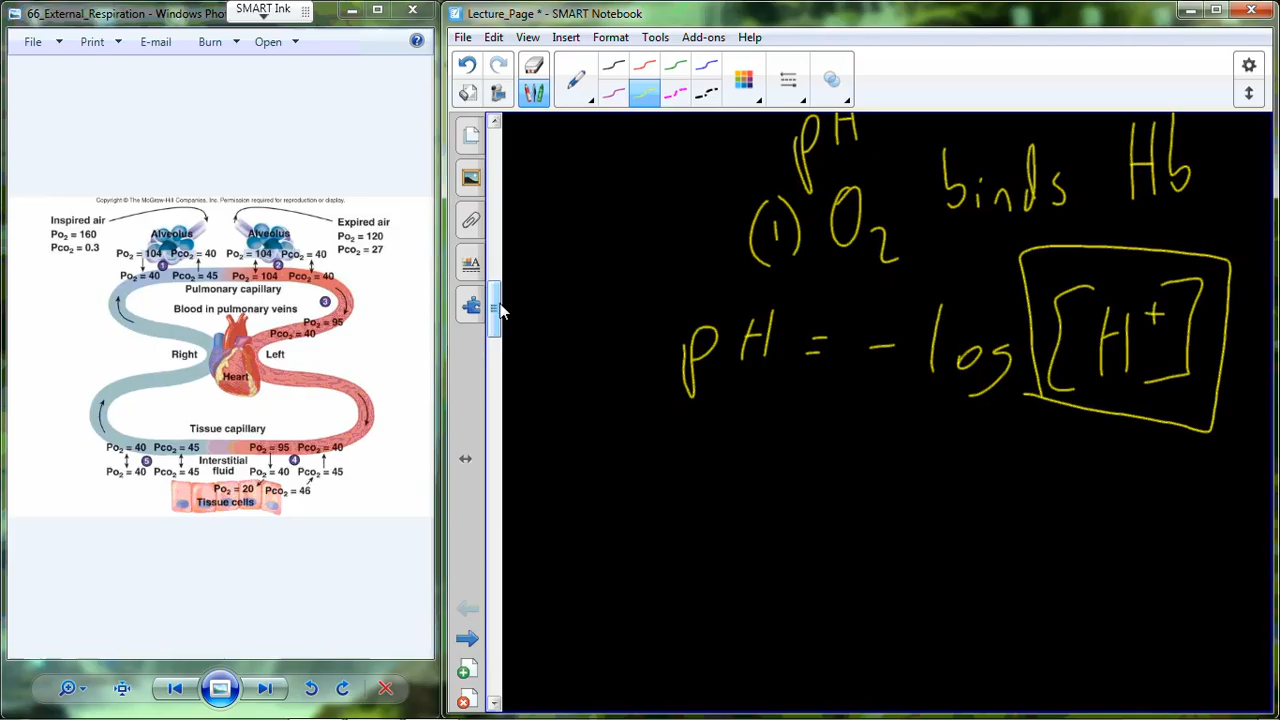 66_External_Respiration - Windows Pho
SMART Ink
File Print E-mail Burn Open
Copyright © The McGraw-Hill Companies, Inc. Permission required for reproduction or display.
Inspired air
Po2 = 160
Pco2 = 0.3
Expired air
Po2 = 120
Pco2 = 27
Alveolus Alveolus
Po2 = 104 Pco2 = 40 Po2 = 104 Pco2 = 40
1 2
Po2 = 40 Pco2 = 45 Po2 = 104 Pco2 = 40
Pulmonary capillary
3
Blood in pulmonary veins
Po2 = 95
Pco2 = 40
Right Left
Heart
Tissue capillary
Po2 = 40 Pco2 = 45 Po2 = 95 Pco2 = 40
5 Interstitial fluid 4
Po2 = 40 Pco2 = 45 Po2 = 40 Pco2 = 45
Po2 = 20 Pco2 = 46
Tissue cells
Lecture_Page * - SMART Notebook
File Edit View Insert Format Tools Add-ons Help
pH
(1) O2 binds Hb
pH = - log [H+]